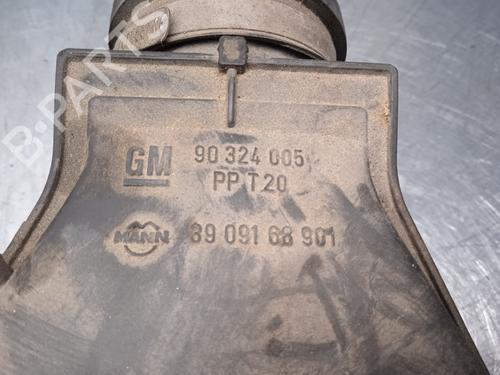 GM 90 324 005
PP T20
MANN 39 091 68 901
B-PARTS